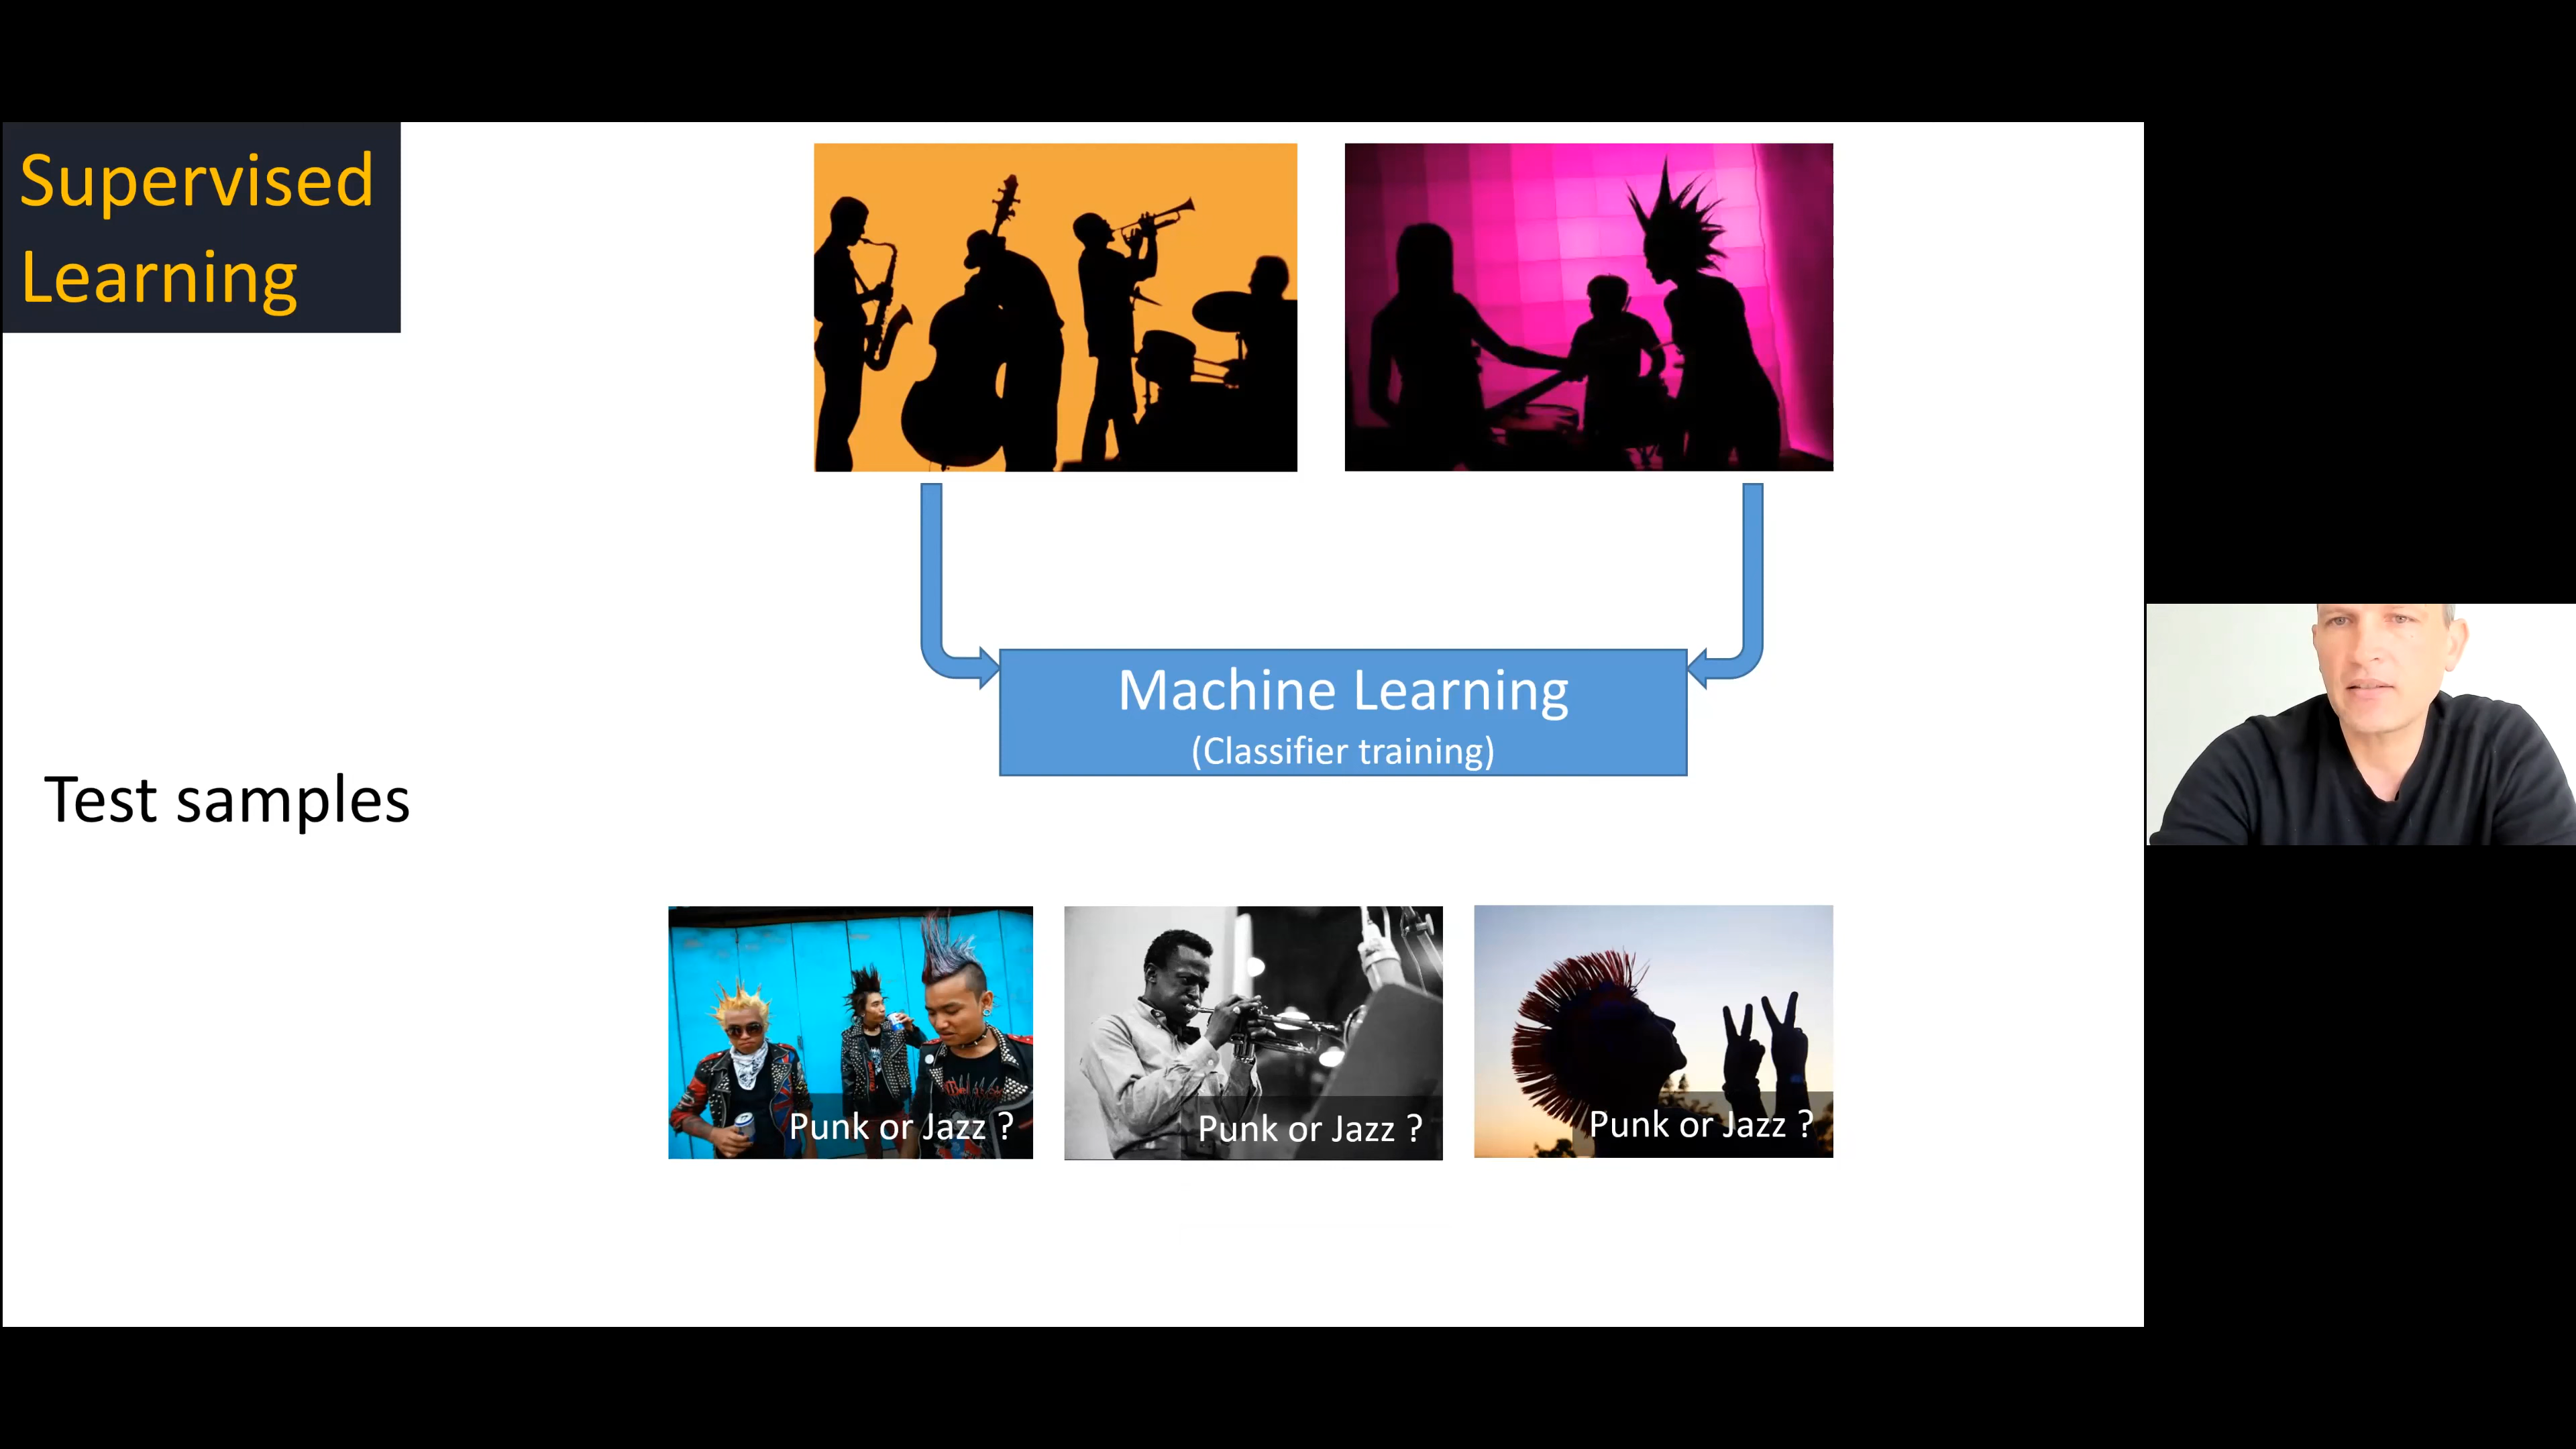 Supervised
Learning
Machine Learning
(Classifier training)
Test samples
Punk or Jazz ?
Punk or Jazz ?
Punk or Jazz ?